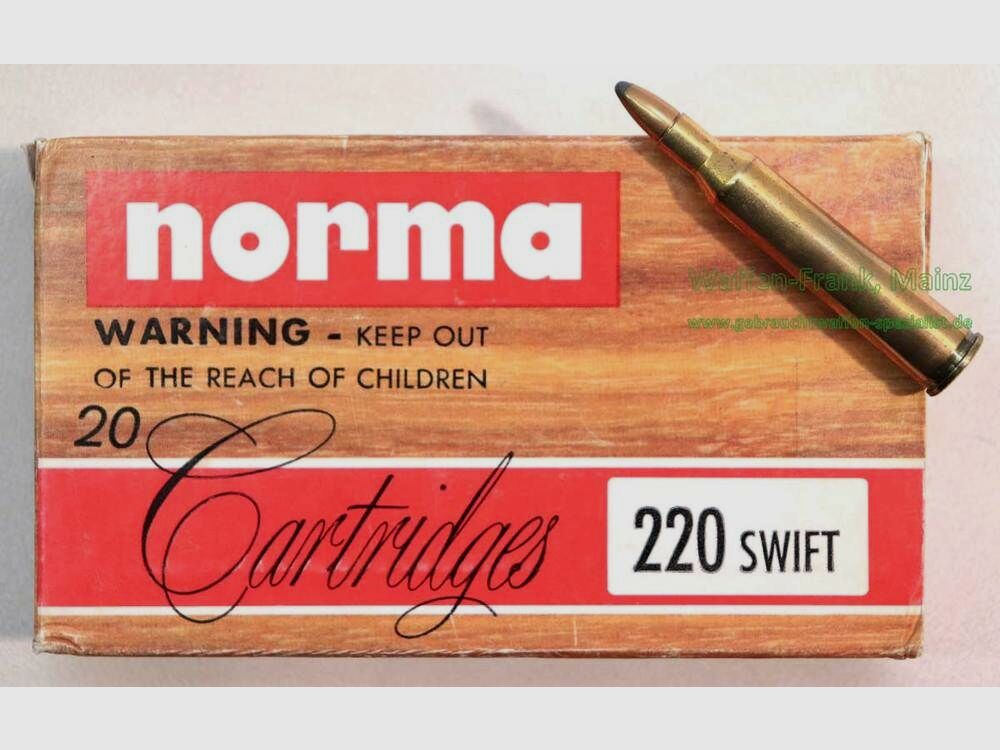 norma
WARNING - KEEP OUT
OF THE REACH OF CHILDREN
20
Cartridges
220 SWIFT
Waffen-Frank, Mainz
www.gebrauchtwaffen-spezialist.de